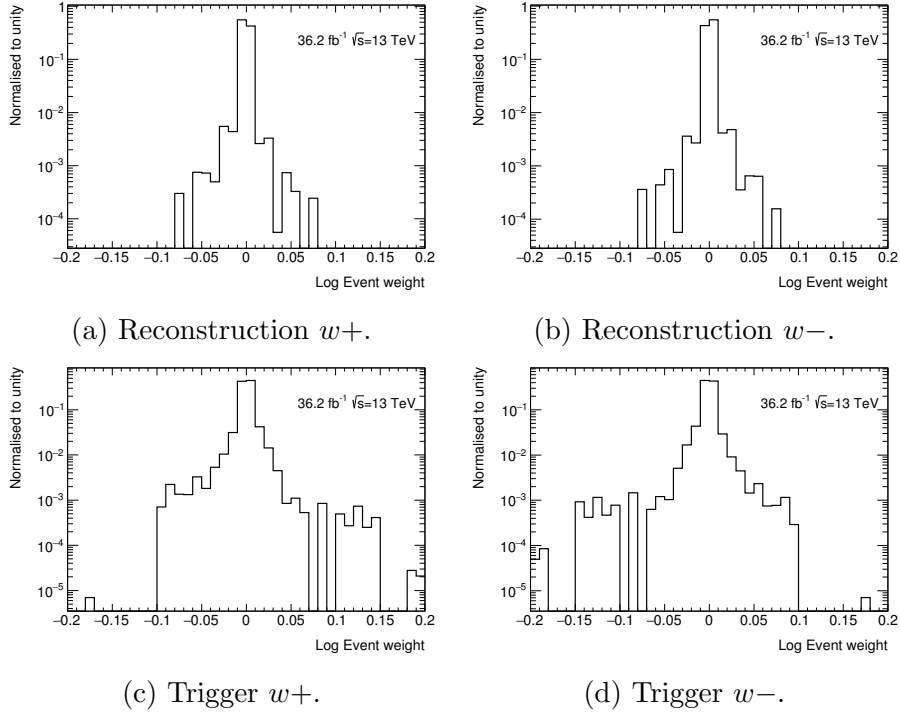 Normalised to unity
1
10⁻²
10⁻³
10⁻⁴
36.2 fb⁻¹ √s=13 TeV
−0.2 −0.15 −0.1 −0.05 0 0.05 0.1 0.15 0.2
Log Event weight
Normalised to unity
1
10⁻²
10⁻³
10⁻⁴
36.2 fb⁻¹ √s=13 TeV
−0.2 −0.15 −0.1 −0.05 0 0.05 0.1 0.15 0.2
Log Event weight
(a) Reconstruction w+.
(b) Reconstruction w−.
Normalised to unity
10⁻¹
10⁻²
10⁻³
10⁻⁴
10⁻⁵
36.2 fb⁻¹ √s=13 TeV
−0.2 −0.15 −0.1 −0.05 0 0.05 0.1 0.15 0.2
Log Event weight
Normalised to unity
10⁻¹
10⁻²
10⁻³
10⁻⁴
10⁻⁵
36.2 fb⁻¹ √s=13 TeV
−0.2 −0.15 −0.1 −0.05 0 0.05 0.1 0.15 0.2
Log Event weight
(c) Trigger w+.
(d) Trigger w−.